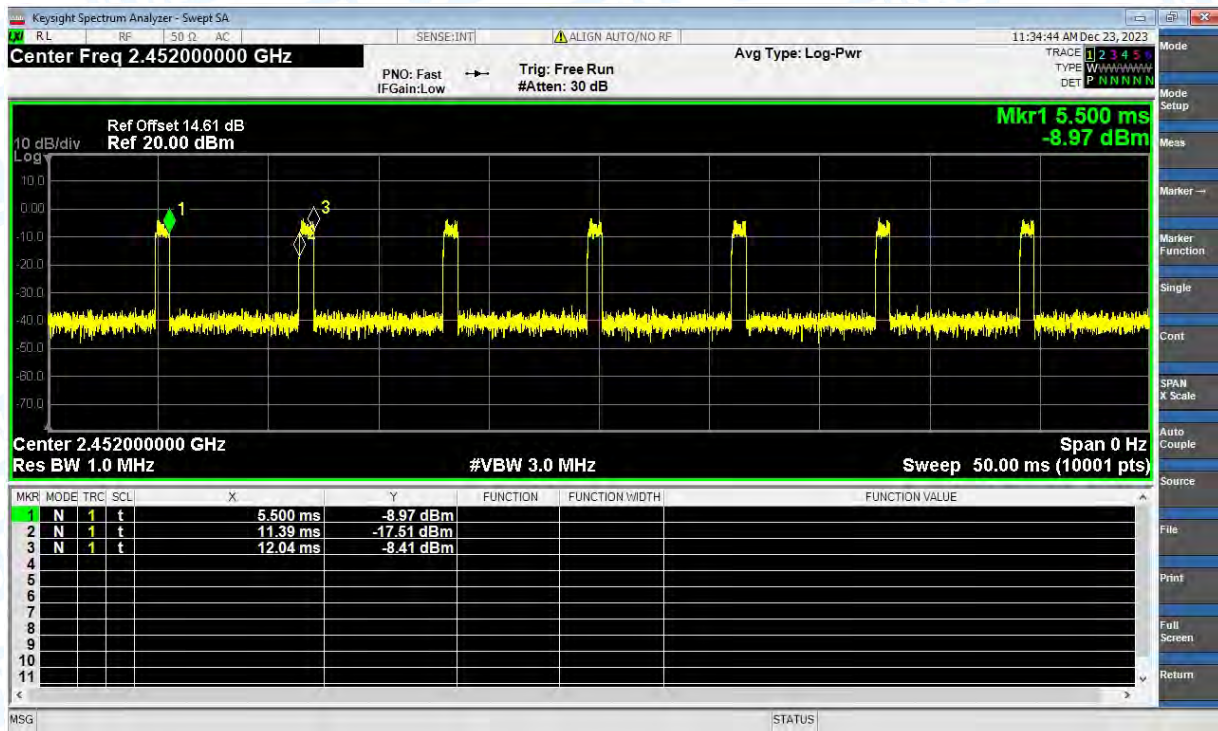 Keysight Spectrum Analyzer - Swept SA
LXI RL RF 50 Ω AC SENSE:INT ALIGN AUTO/NO RF 11:34:44 AM Dec 23, 2023
Center Freq 2.452000000 GHz
Avg Type: Log-Pwr
TRACE 1 2 3 4 5 6
TYPE WWWWWW
DET P N N N N N
PNO: Fast
IFGain:Low
Trig: Free Run
#Atten: 30 dB
Mkr1 5.500 ms
-8.97 dBm
Ref Offset 14.61 dB
10 dB/div Ref 20.00 dBm
Log
10.0
0.00
-10.0
-20.0
-30.0
-40.0
-50.0
-60.0
-70.0
1
2
3
Center 2.452000000 GHz Span 0 Hz
Res BW 1.0 MHz #VBW 3.0 MHz Sweep 50.00 ms (10001 pts)
MKR MODE TRC SCL X Y FUNCTION FUNCTION WIDTH FUNCTION VALUE
1 N 1 t 5.500 ms -8.97 dBm
2 N 1 t 11.39 ms -17.51 dBm
3 N 1 t 12.04 ms -8.41 dBm
4
5
6
7
8
9
10
11
MSG STATUS
Mode
Mode
Setup
Meas
Marker→
Marker
Function
Single
Cont
SPAN
X Scale
Auto
Couple
Source
File
Print
Full
Screen
Return